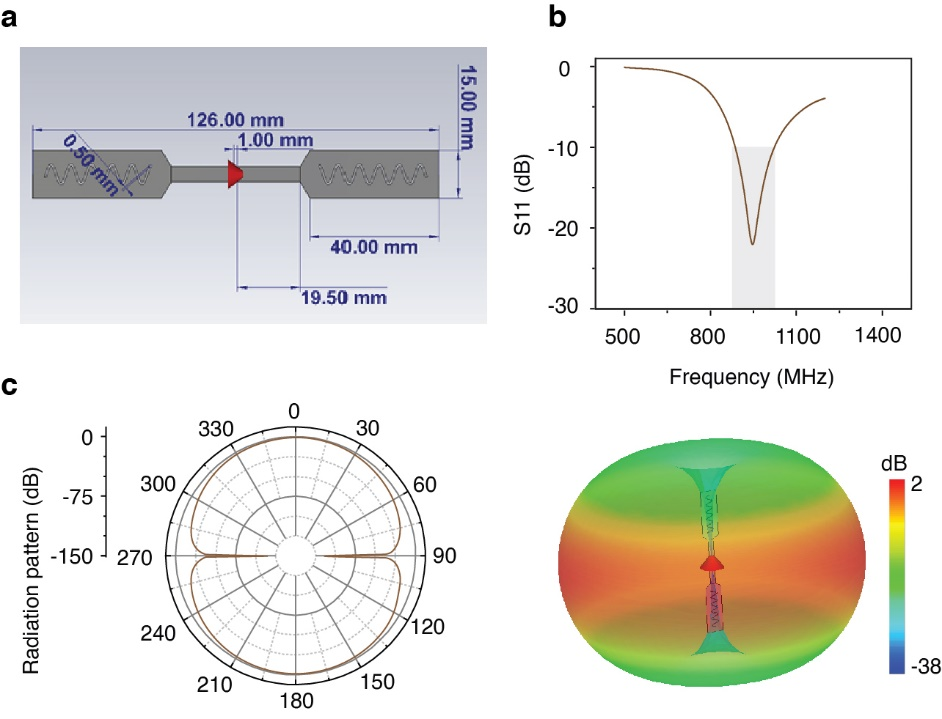 a
126.00 mm
1.00 mm
0.50 mm
15.00 mm
40.00 mm
19.50 mm
b
0
-10
-20
-30
S11 (dB)
500
800
1100
1400
Frequency (MHz)
c
Radiation pattern (dB)
0
-75
-150
0
30
60
90
120
150
180
210
240
270
300
330
dB
2
-38